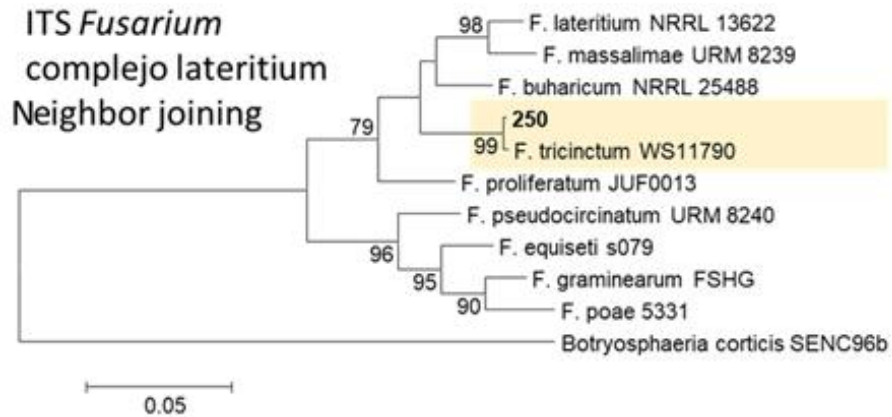 ITS Fusarium
complejo lateritium
Neighbor joining
98
F. lateritium NRRL 13622
F. massalimae URM 8239
F. buharicum NRRL 25488
250
79
99
F. tricinctum WS11790
F. proliferatum JUF0013
F. pseudocircinatum URM 8240
96
F. equiseti s079
95
F. graminearum FSHG
90
F. poae 5331
Botryosphaeria corticis SENC96b
0.05